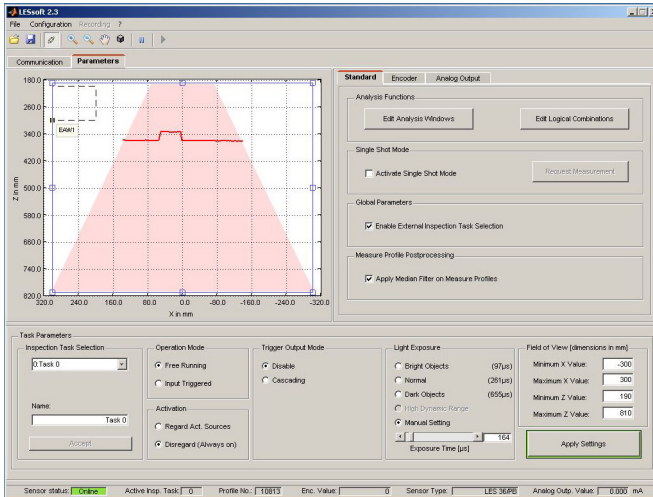 LESsoft 2.3
File Configuration Recording ?
Communication Parameters
180.0
260.0
340.0
420.0
500.0
580.0
660.0
740.0
820.0
Z in mm
EAW1
320.0 240.0 160.0 80.0 0.0 -80.0 -160.0 -240.0 -320.0
X in mm
Standard Encoder Analog Output
Analysis Functions
Edit Analysis Windows Edit Logical Combinations
Single Shot Mode
Activate Single Shot Mode Request Measurement
Global Parameters
Enable External Inspection Task Selection
Measure Profile Postprocessing
Apply Median Filter on Measure Profiles
Task Parameters
Inspection Task Selection
0:Task 0
Name:
Task 0
Accept
Operation Mode
Free Running
Input Triggered
Activation
Regard Act. Sources
Disregard (Always on)
Trigger Output Mode
Disable
Cascading
Light Exposure
Bright Objects (97µs)
Normal (261µs)
Dark Objects (655µs)
High Dynamic Range
Manual Setting
164
Exposure Time [µs]
Field of View [dimensions in mm]
Minimum X Value: -300
Maximum X Value: 300
Minimum Z Value: 190
Maximum Z Value: 810
Apply Settings
Sensor status: Online Active Insp. Task: 0 Profile No.: 10813 Enc. Value: 0 Sensor Type: LES 36/PB Analog Outp. Value: 0.000 mA